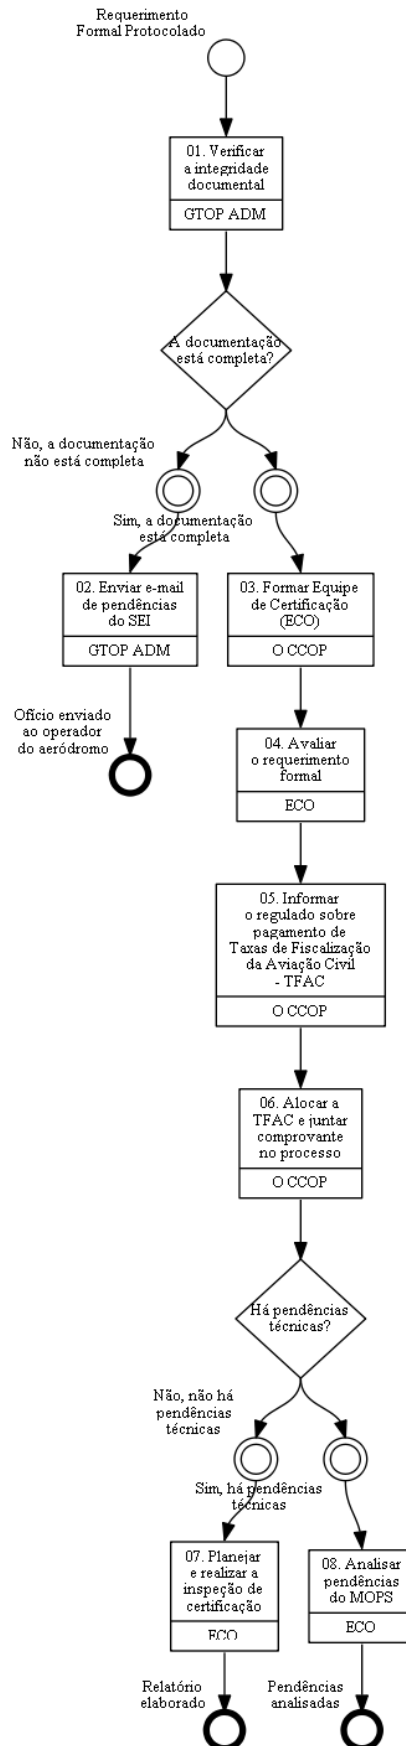 Requerimento
Formal Protocolado
01. Verificar
a integridade
documental
GTOP ADM
A documentação
está completa?
Não, a documentação
não está completa
Sim, a documentação
está completa
02. Enviar e-mail
de pendências
do SEI
GTOP ADM
03. Formar Equipe
de Certificação
(ECO)
O CCOP
Ofício enviado
ao operador
do aeródromo
04. Avaliar
o requerimento
formal
ECO
05. Informar
o regulado sobre
pagamento de
Taxas de Fiscalização
da Aviação Civil
- TFAC
O CCOP
06. Alocar a
TFAC e juntar
comprovante
no processo
O CCOP
Há pendências
técnicas?
Não, não há
pendências
técnicas
Sim, há pendências
técnicas
07. Planejar
e realizar a
inspeção de
certificação
ECO
08. Analisar
pendências
do MOPS
ECO
Relatório
elaborado
Pendências
analisadas